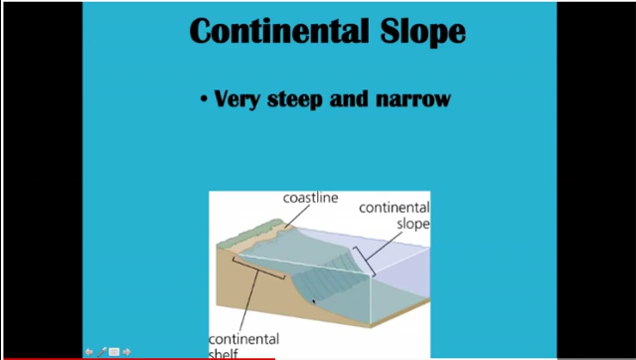 Continental Slope
• Very steep and narrow
coastline
continental
slope
continental
shelf